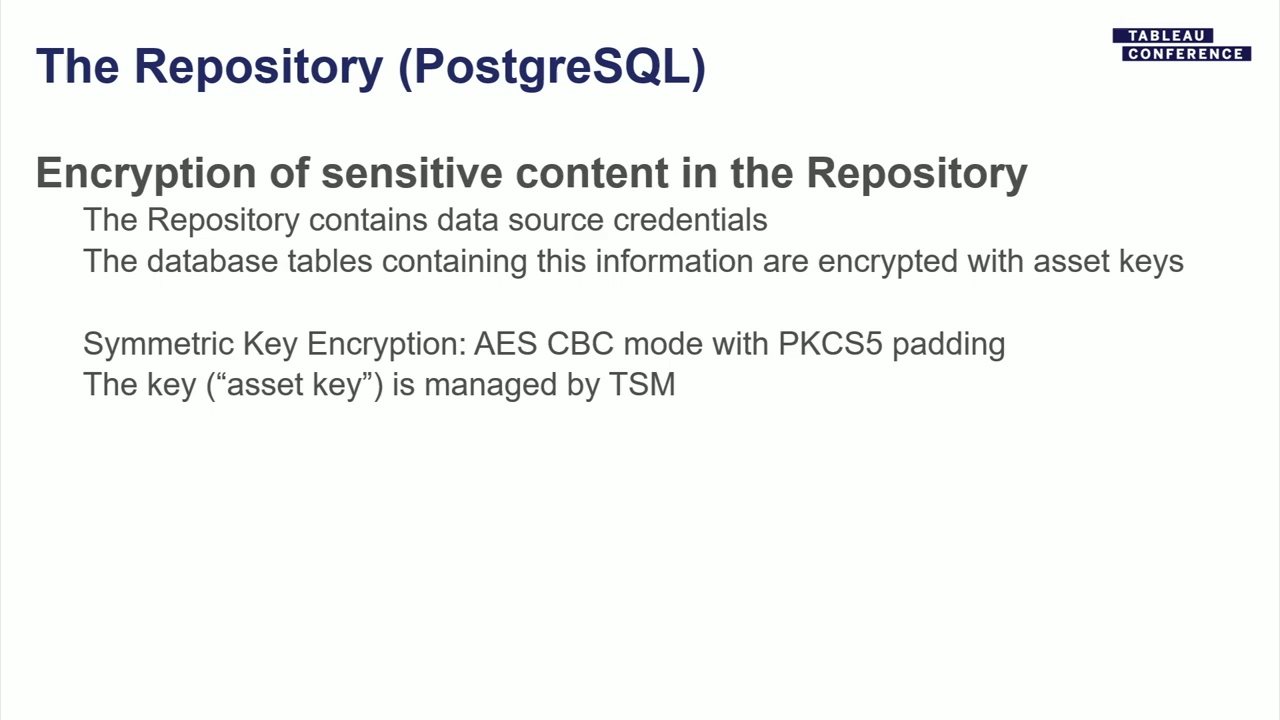 The Repository (PostgreSQL)
TABLEAU
CONFERENCE
Encryption of sensitive content in the Repository
The Repository contains data source credentials
The database tables containing this information are encrypted with asset keys
Symmetric Key Encryption: AES CBC mode with PKCS5 padding
The key (“asset key”) is managed by TSM